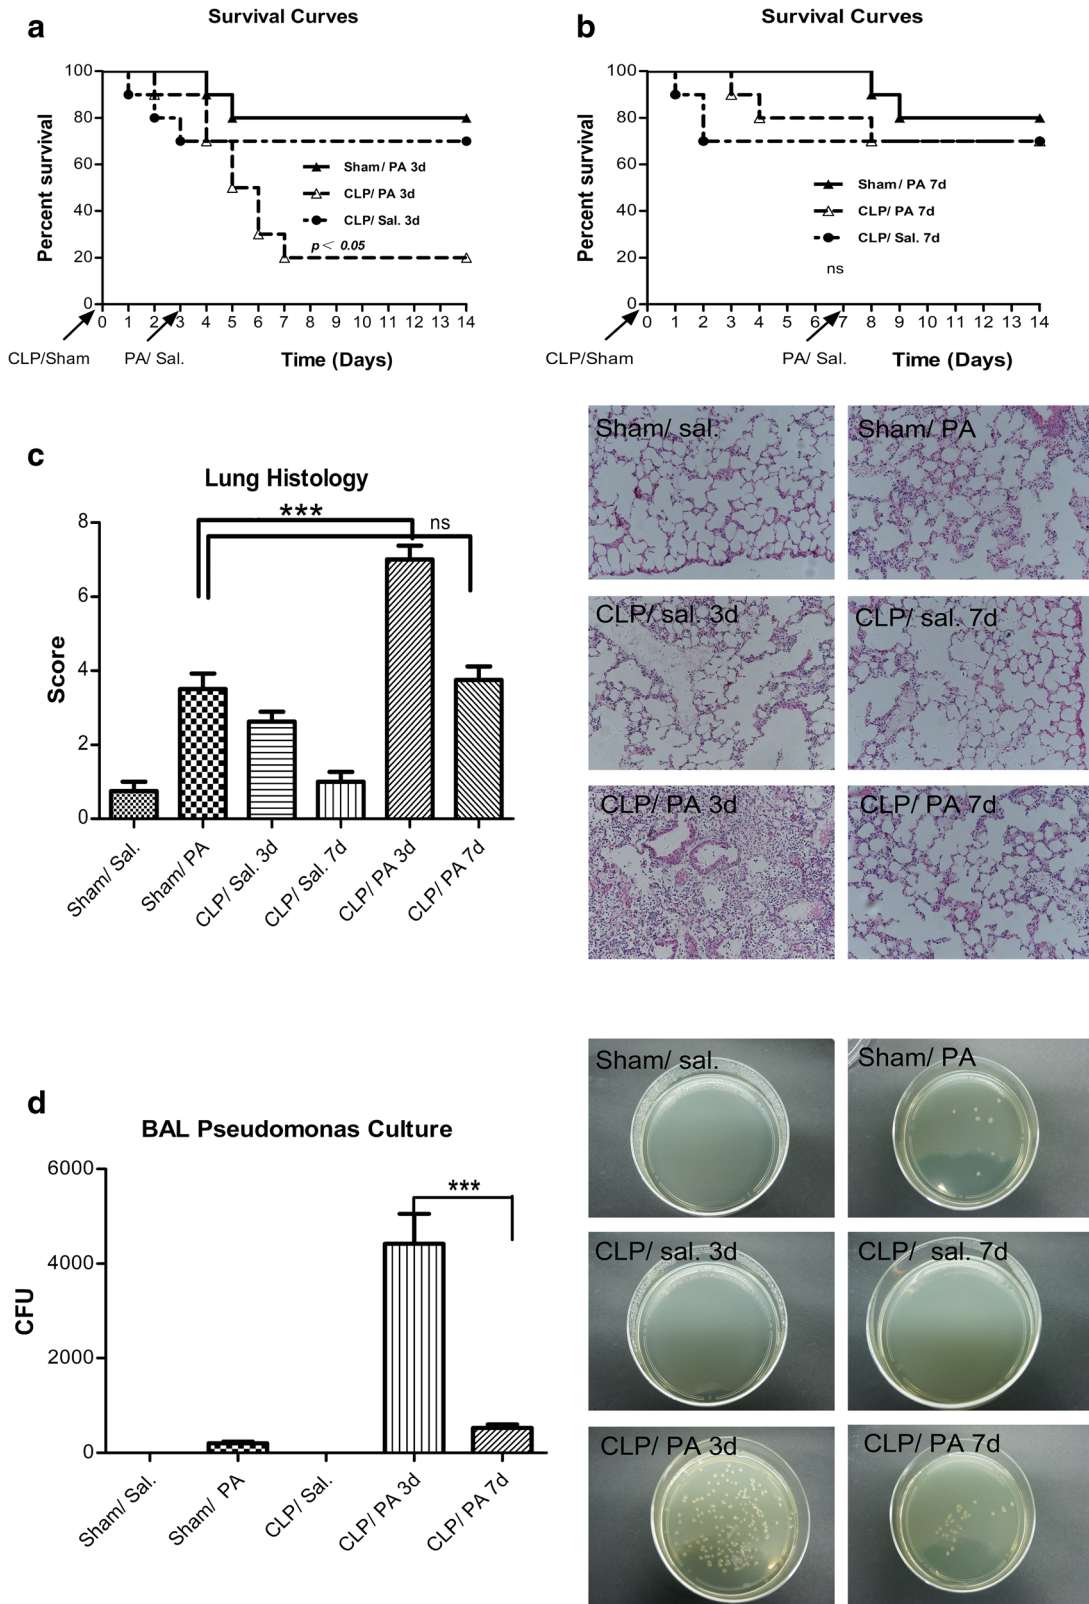 a
Survival Curves
Percent survival
100
80
60
40
20
0
Sham/ PA 3d
CLP/ PA 3d
CLP/ Sal. 3d
p< 0.05
0 1 2 3 4 5 6 7 8 9 10 11 12 13 14
CLP/Sham
PA/ Sal.
Time (Days)
b
Survival Curves
Percent survival
100
80
60
40
20
0
Sham/ PA 7d
CLP/ PA 7d
CLP/ Sal. 7d
ns
0 1 2 3 4 5 6 7 8 9 10 11 12 13 14
CLP/Sham
PA/ Sal.
Time (Days)
c
Lung Histology
***
ns
Score
8
6
4
2
0
Sham/ Sal.
Sham/ PA
CLP/ Sal. 3d
CLP/ Sal. 7d
CLP/ PA 3d
CLP/ PA 7d
Sham/ sal.
Sham/ PA
CLP/ sal. 3d
CLP/ sal. 7d
CLP/ PA 3d
CLP/ PA 7d
d
BAL Pseudomonas Culture
***
CFU
6000
4000
2000
0
Sham/ Sal.
Sham/ PA
CLP/ Sal.
CLP/ PA 3d
CLP/ PA 7d
Sham/ sal.
Sham/ PA
CLP/ sal. 3d
CLP/ sal. 7d
CLP/ PA 3d
CLP/ PA 7d